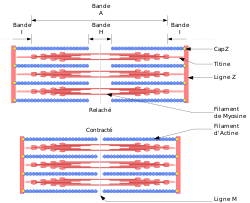 Bande
A
Bande
I
Bande
H
Bande
I
CapZ
Titine
Ligne Z
Filament
de Myosine
Relaché
Filament
d'Actine
Contracté
Ligne M